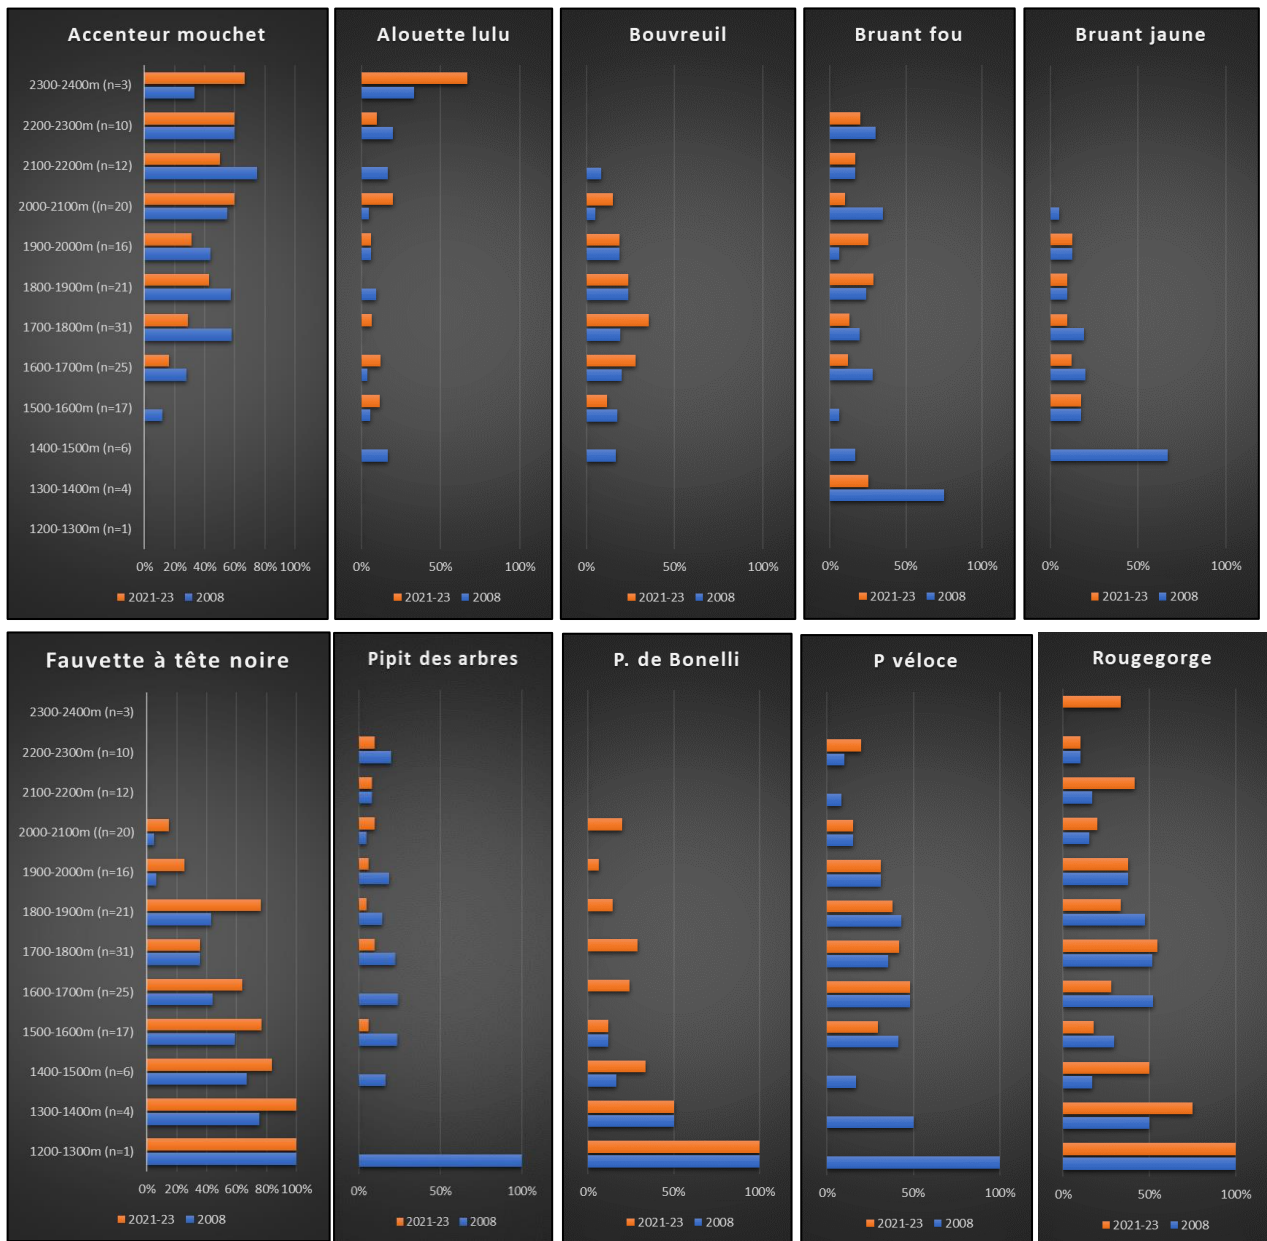 Accenteur mouchet
2300-2400m (n=3)
2200-2300m (n=10)
2100-2200m (n=12)
2000-2100m ((n=20)
1900-2000m (n=16)
1800-1900m (n=21)
1700-1800m (n=31)
1600-1700m (n=25)
1500-1600m (n=17)
1400-1500m (n=6)
1300-1400m (n=4)
1200-1300m (n=1)
0% 20% 40% 60% 80% 100%
2021-23 2008
Alouette lulu
0% 50% 100%
2021-23 2008
Bouvreuil
0% 50% 100%
2021-23 2008
Bruant fou
0% 50% 100%
2021-23 2008
Bruant jaune
0% 50% 100%
2021-23 2008
Fauvette à tête noire
2300-2400m (n=3)
2200-2300m (n=10)
2100-2200m (n=12)
2000-2100m ((n=20)
1900-2000m (n=16)
1800-1900m (n=21)
1700-1800m (n=31)
1600-1700m (n=25)
1500-1600m (n=17)
1400-1500m (n=6)
1300-1400m (n=4)
1200-1300m (n=1)
0% 20% 40% 60% 80% 100%
2021-23 2008
Pipit des arbres
0% 50% 100%
2021-23 2008
P. de Bonelli
0% 50% 100%
2021-23 2008
P véloce
0% 50% 100%
2021-23 2008
Rougegorge
0% 50% 100%
2021-23 2008